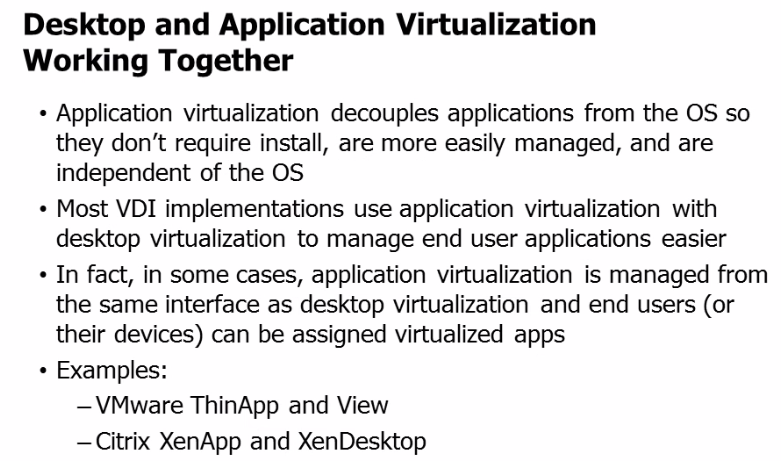 Desktop and Application Virtualization
Working Together
• Application virtualization decouples applications from the OS so
they don't require install, are more easily managed, and are
independent of the OS
• Most VDI implementations use application virtualization with
desktop virtualization to manage end user applications easier
• In fact, in some cases, application virtualization is managed from
the same interface as desktop virtualization and end users (or
their devices) can be assigned virtualized apps
• Examples:
– VMware ThinApp and View
– Citrix XenApp and XenDesktop